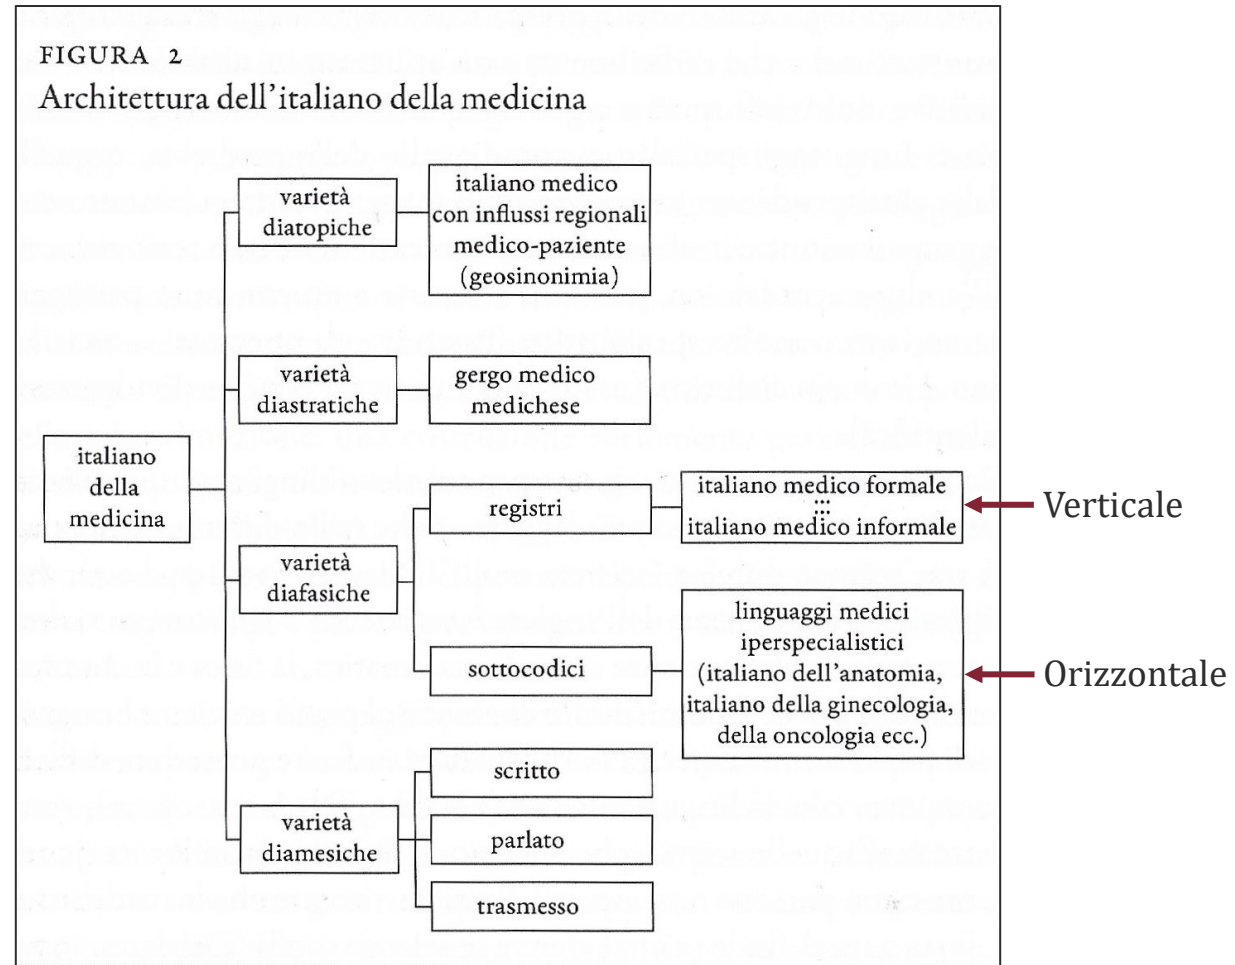 FIGURA 2
Architettura dell'italiano della medicina
varietà
diatopiche
italiano medico
con influssi regionali
medico-paziente
(geosinonimia)
varietà
diastratiche
gergo medico
medichese
italiano
della
medicina
varietà
diafasiche
registri
italiano medico formale
italiano medico informale
Verticale
sottocodici
linguaggi medici
iperspecialistici
(italiano dell'anatomia,
italiano della ginecologia,
della oncologia ecc.)
Orizzontale
varietà
diamesiche
scritto
parlato
trasmesso